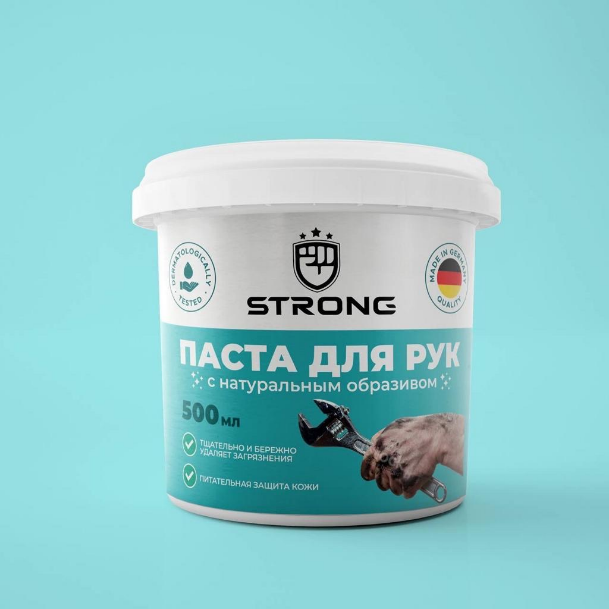 DERMATOLOGICALLY
TESTED
STRONG
MADE IN GERMANY
QUALITY
ПАСТА ДЛЯ РУК
с натуральным образивом
500 мл
ТЩАТЕЛЬНО И БЕРЕЖНО
УДАЛЯЕТ ЗАГРЯЗНЕНИЯ
ПИТАТЕЛЬНАЯ ЗАЩИТА КОЖИ